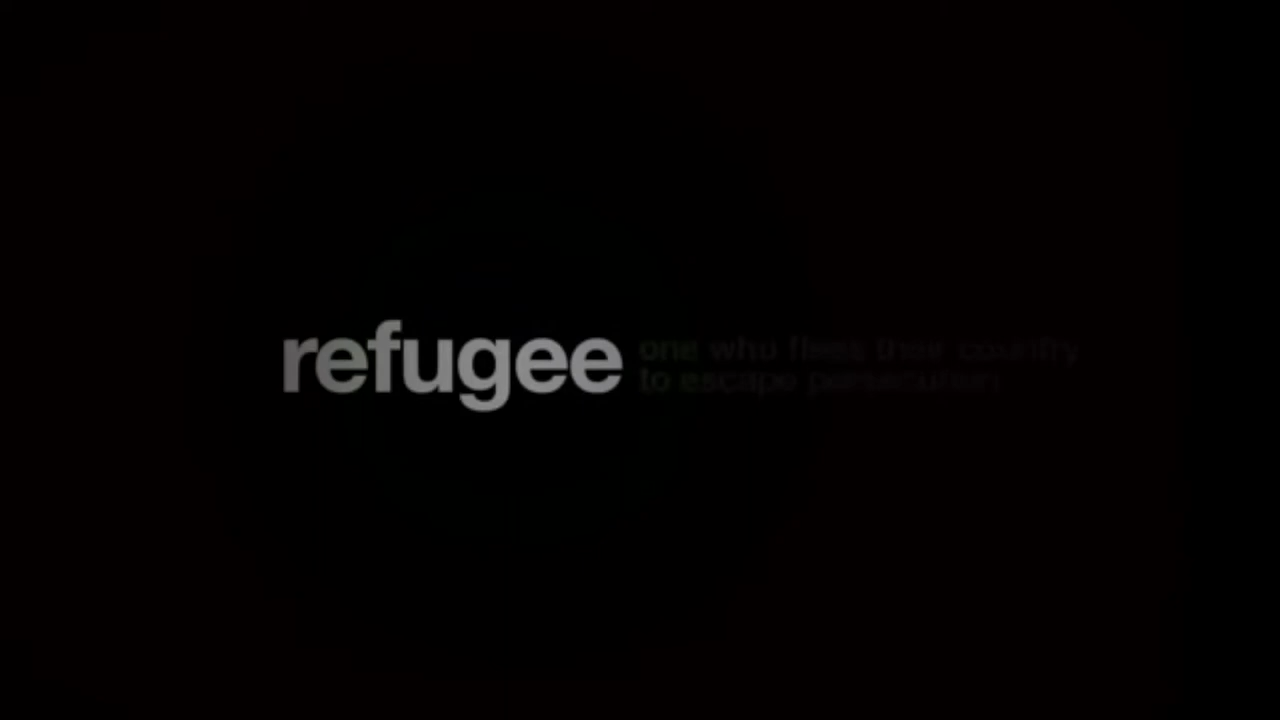 refugee
one who flees their country
to escape persecution